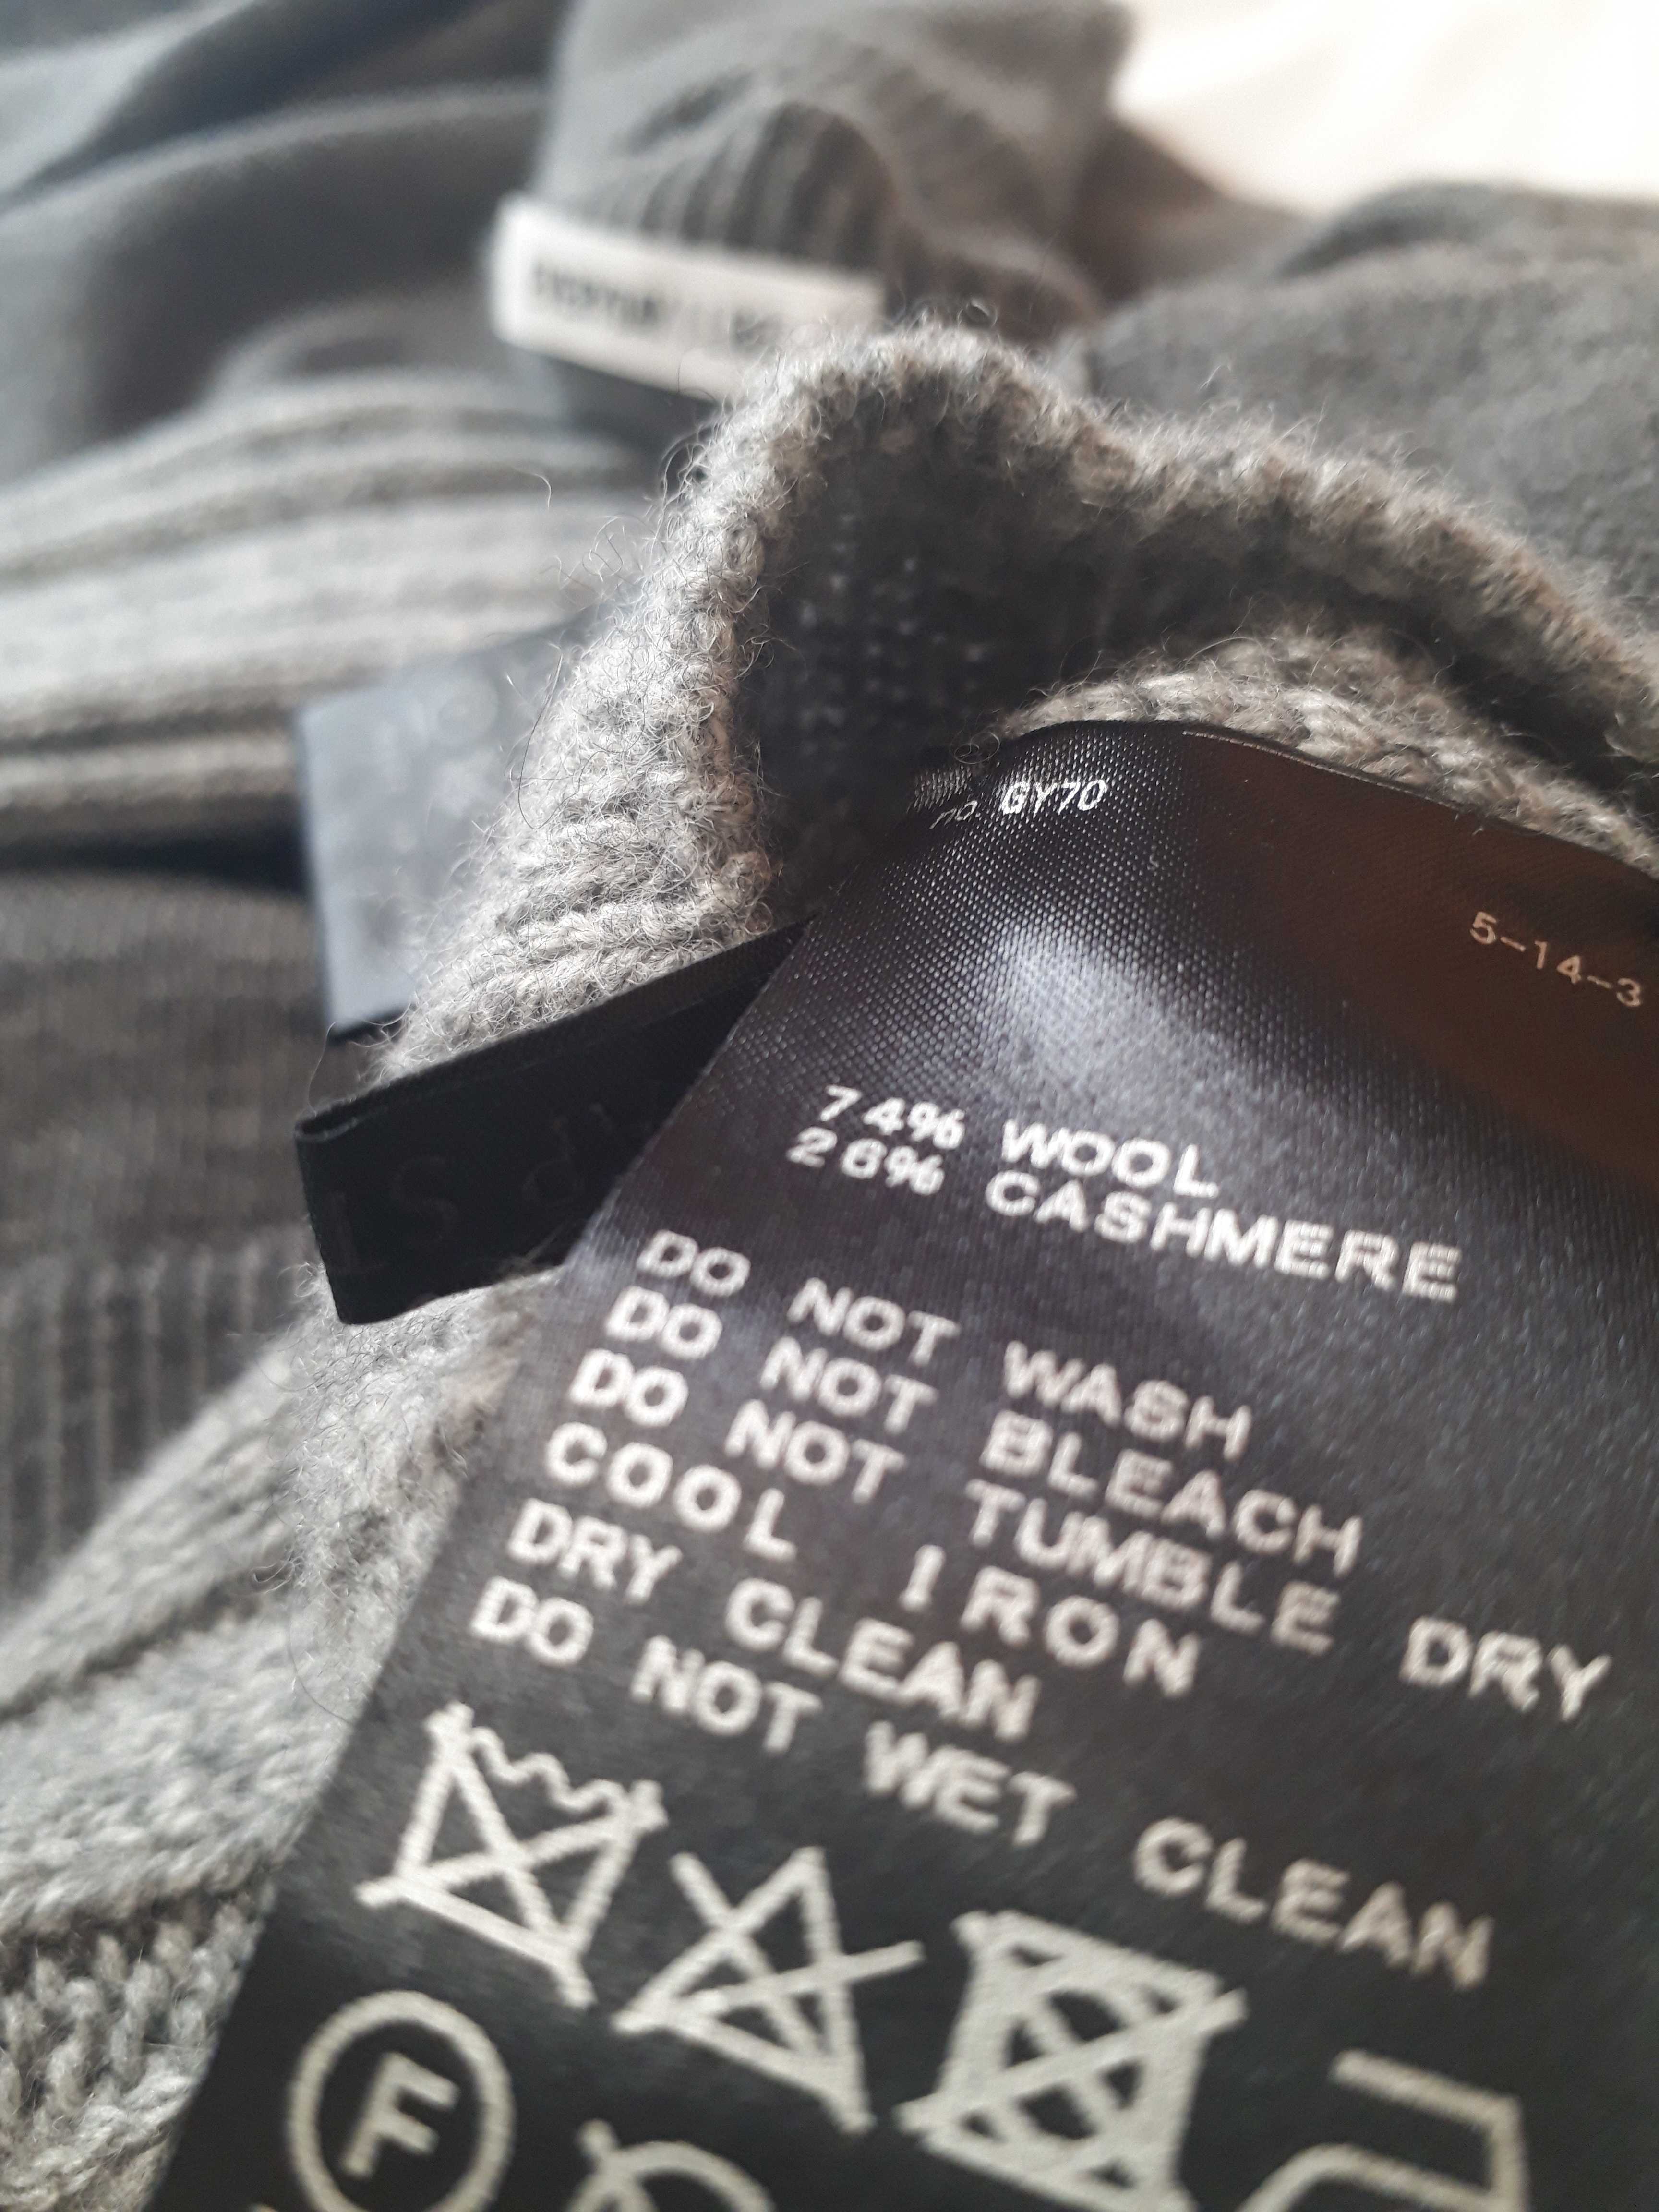 no GY70
5-14-3
74% WOOL
26% CASHMERE
DO NOT WASH
DO NOT BLEACH
DO NOT TUMBLE DRY
COOL IRON
DRY CLEAN
DO NOT WET CLEAN
F